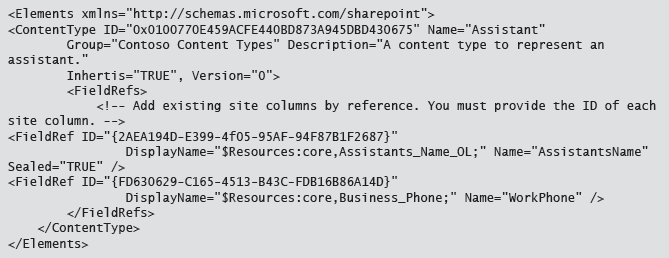 <Elements xmlns="http://schemas.microsoft.com/sharepoint">
<ContentType ID="0x0100770E459ACFE440BD873A945DBD430675" Name="Assistant"
Group="Contoso Content Types" Description="A content type to represent an
assistant."
Inhertis="TRUE", Version="0">
<FieldRefs>
<!-- Add existing site columns by reference. You must provide the ID of each
site column. -->
<FieldRef ID="{2AEA194D-E399-4f05-95AF-94F87B1F2687}"
DisplayName="$Resources:core,Assistants_Name_OL;" Name="AssistantsName"
Sealed="TRUE" />
<FieldRef ID="{FD630629-C165-4513-B43C-FDB16B86A14D}"
DisplayName="$Resources:core,Business_Phone;" Name="WorkPhone" />
</FieldRefs>
</ContentType>
</Elements>